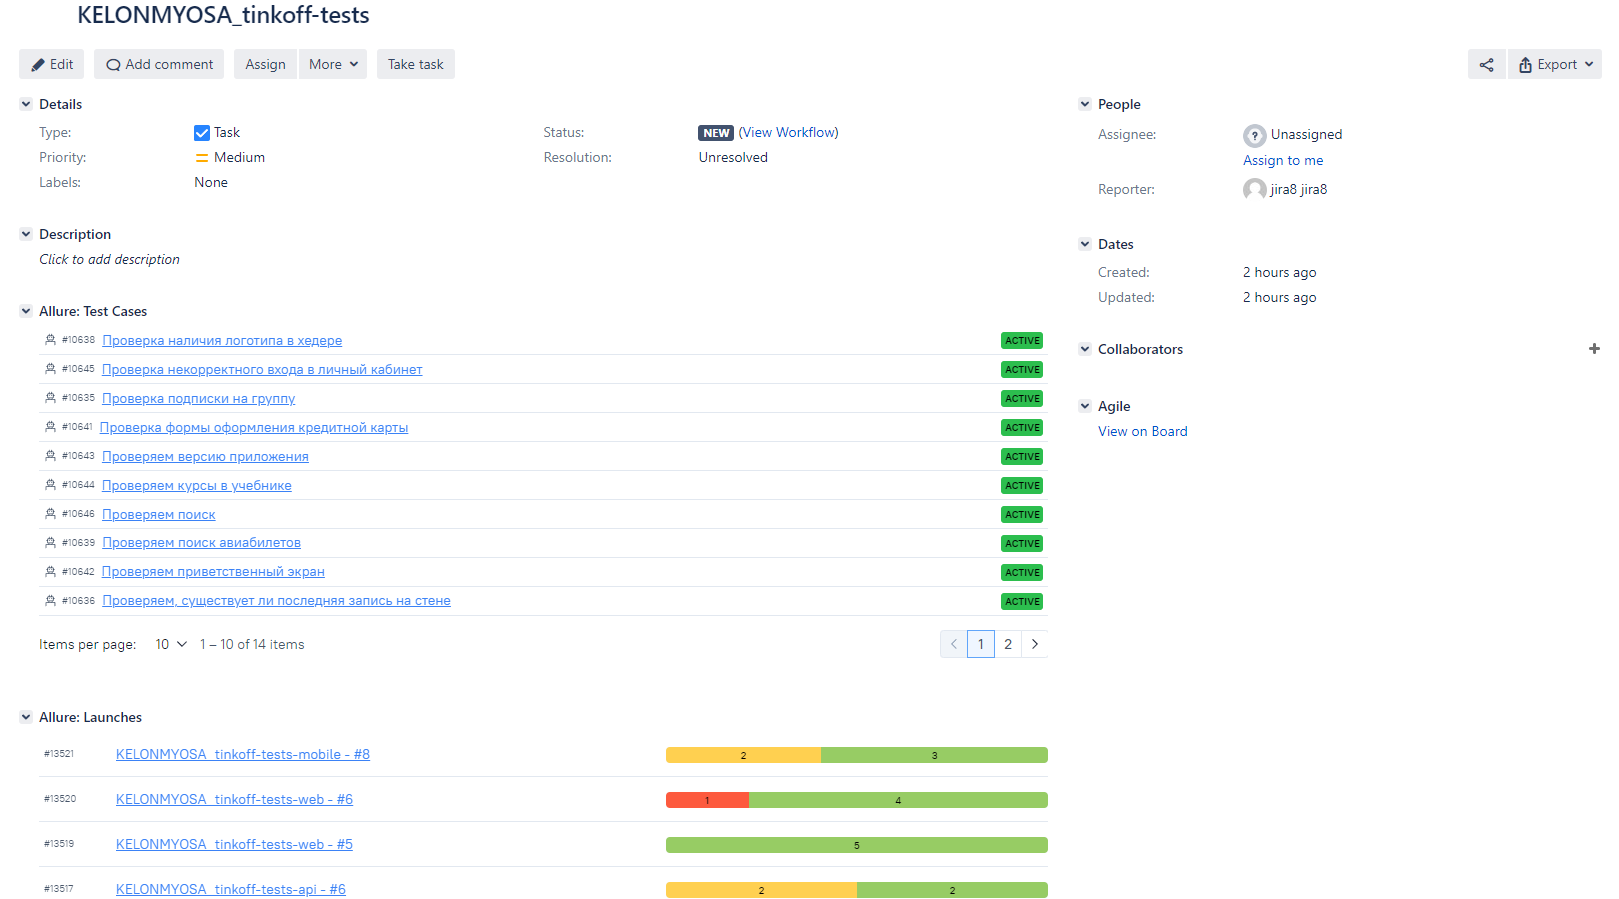 KELONMYOSA_tinkoff-tests
Edit Add comment Assign More Take task Export
Details
Type: Task Status: NEW (View Workflow)
Priority: Medium Resolution: Unresolved
Labels: None
Description
Click to add description
Allure: Test Cases
#10638 Проверка наличия логотипа в хедере ACTIVE
#10645 Проверка некорректного входа в личный кабинет ACTIVE
#10635 Проверка подписки на группу ACTIVE
#10641 Проверка формы оформления кредитной карты ACTIVE
#10643 Проверяем версию приложения ACTIVE
#10644 Проверяем курсы в учебнике ACTIVE
#10646 Проверяем поиск ACTIVE
#10639 Проверяем поиск авиабилетов ACTIVE
#10642 Проверяем приветственный экран ACTIVE
#10636 Проверяем, существует ли последняя запись на стене ACTIVE
Items per page: 10 1 – 10 of 14 items 1 2
Allure: Launches
#13521 KELONMYOSA_tinkoff-tests-mobile - #8 2 3
#13520 KELONMYOSA_tinkoff-tests-web - #6 1 4
#13519 KELONMYOSA_tinkoff-tests-web - #5 5
#13517 KELONMYOSA_tinkoff-tests-api - #6 2 2
People
Assignee: Unassigned
Assign to me
Reporter: jira8 jira8
Dates
Created: 2 hours ago
Updated: 2 hours ago
Collaborators
Agile
View on Board